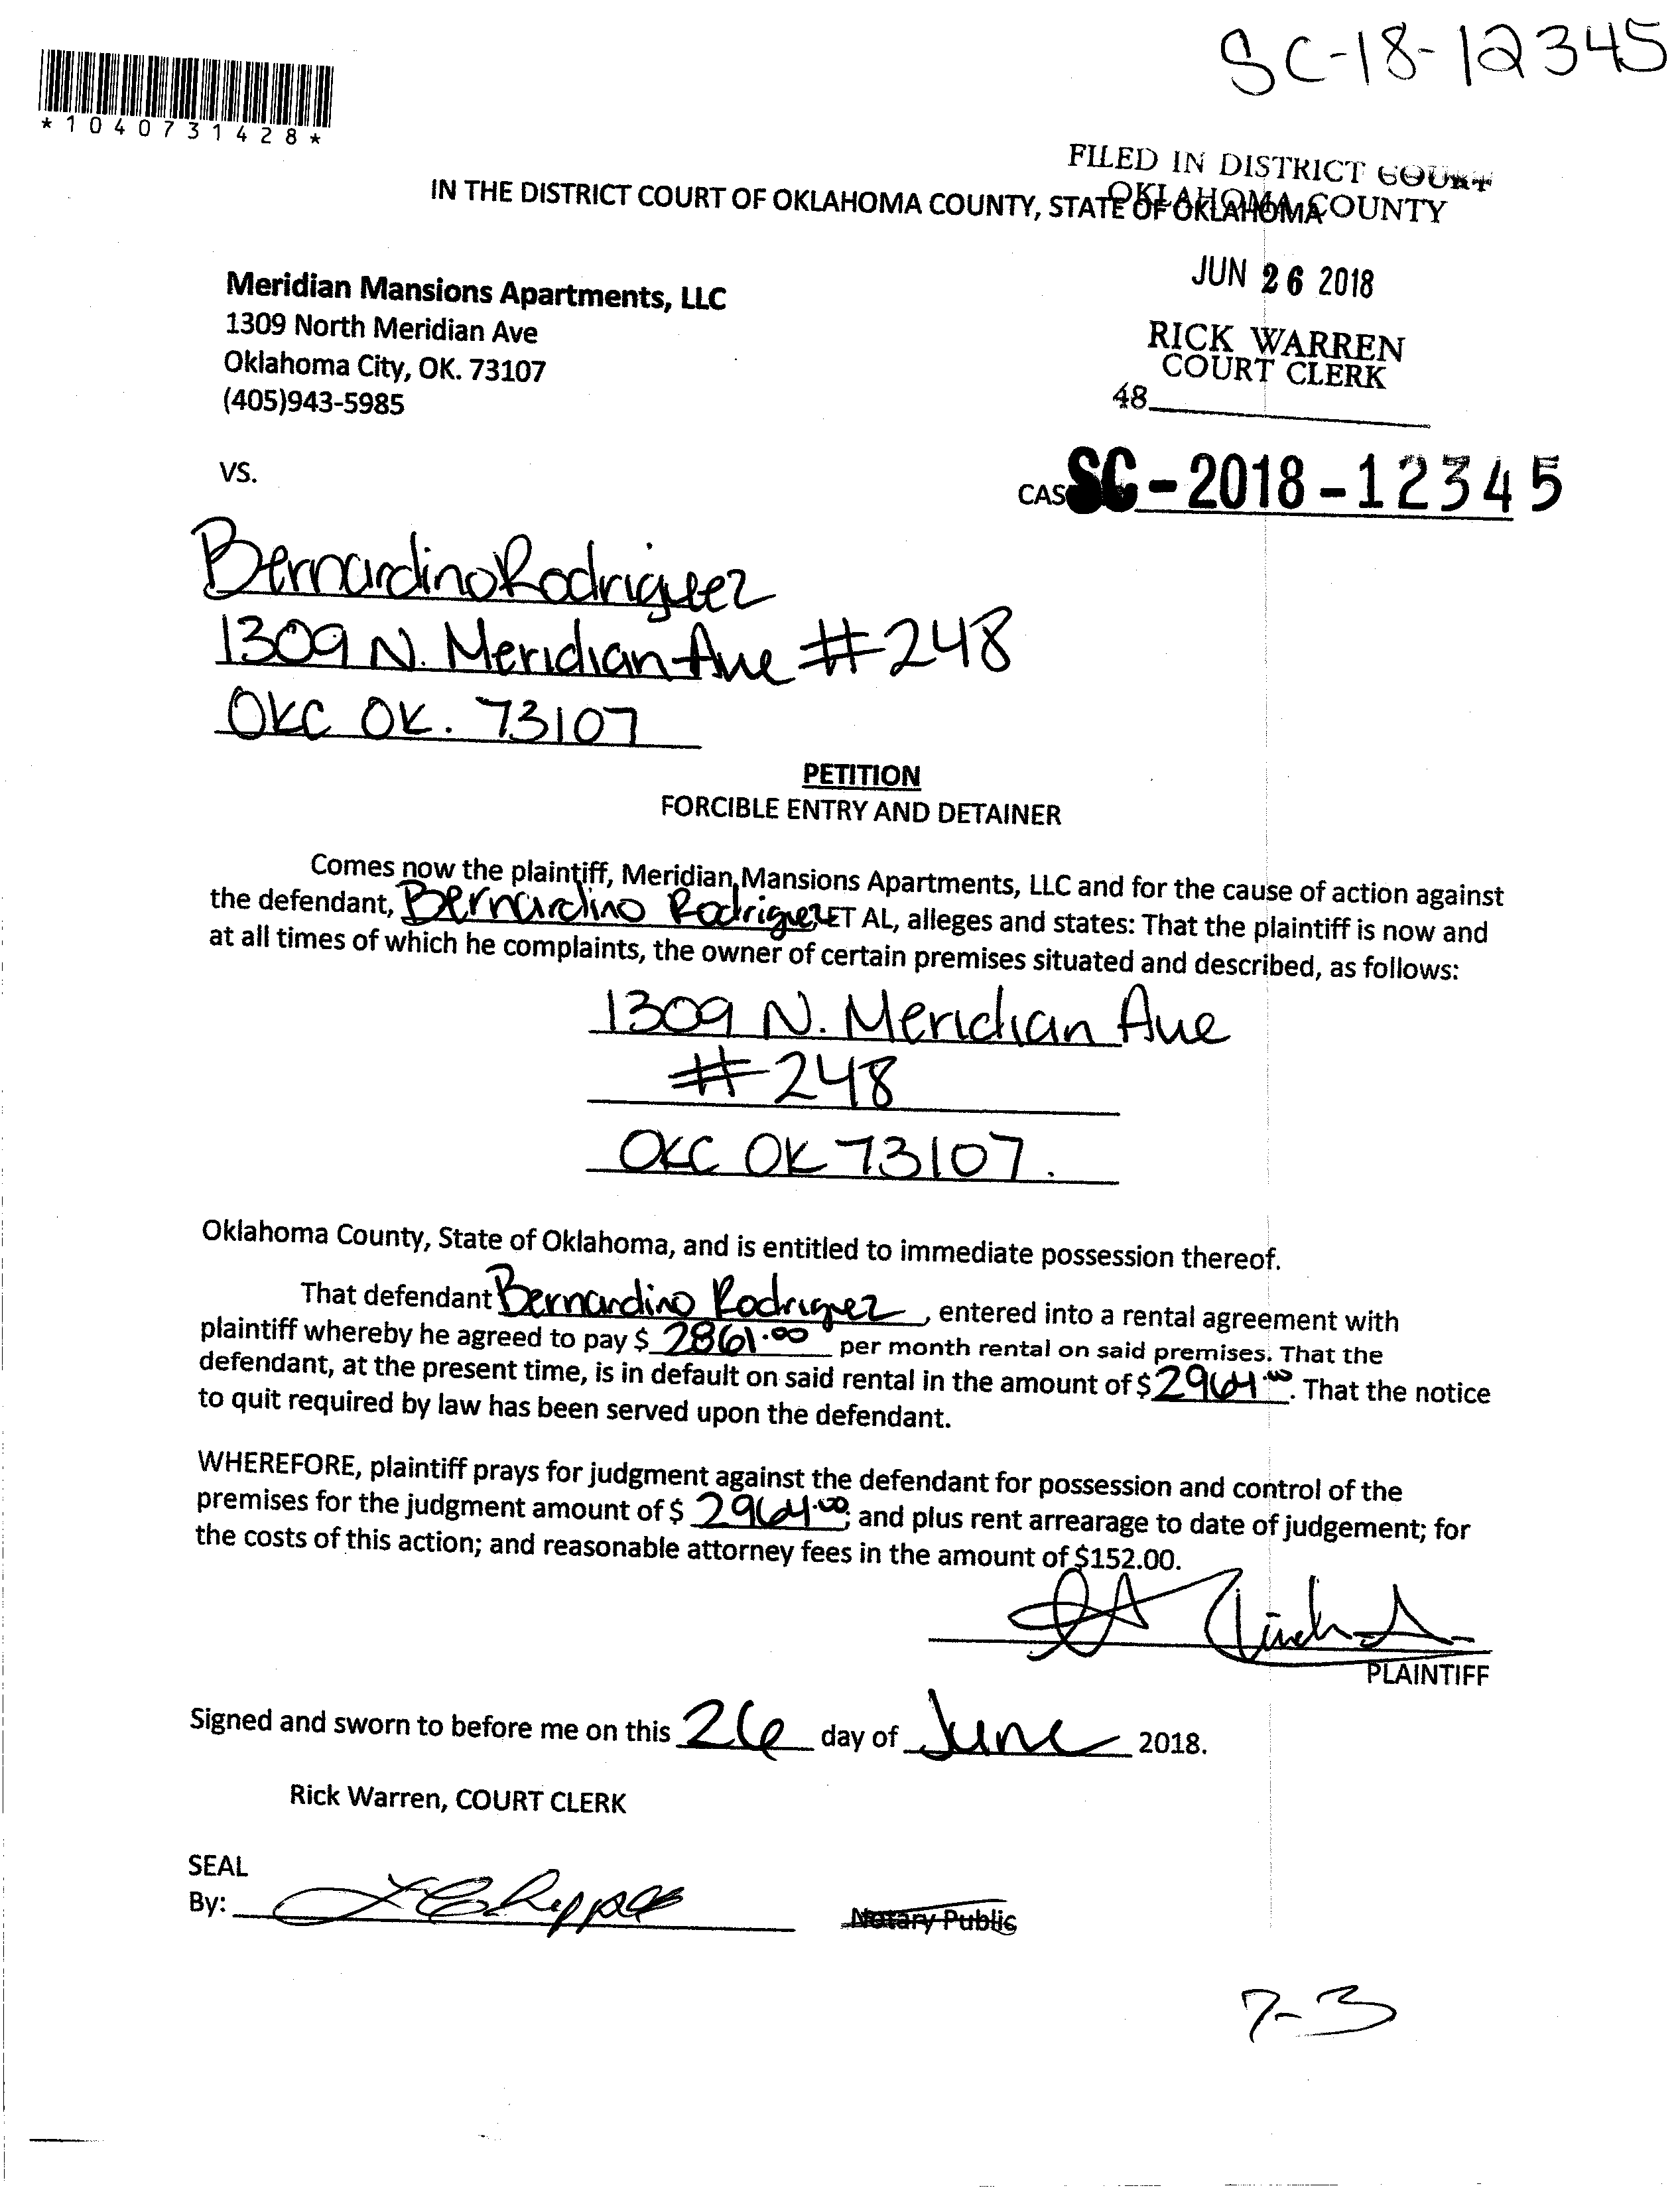 SC-18-12345
*1040731428*
FILED IN DISTRICT COURT
OKLAHOMA COUNTY
IN THE DISTRICT COURT OF OKLAHOMA COUNTY, STATE OF OKLAHOMA
JUN 26 2018
Meridian Mansions Apartments, LLC
1309 North Meridian Ave
Oklahoma City, OK. 73107
(405)943-5985
RICK WARREN
COURT CLERK
48
VS.
CAS SC-2018-12345
Bernardino Rodriguez
1309 N. Meridian Ave #248
OKC OK. 73107
PETITION
FORCIBLE ENTRY AND DETAINER
Comes now the plaintiff, Meridian Mansions Apartments, LLC and for the cause of action against
the defendant, Bernardino Rodriguez ET AL, alleges and states: That the plaintiff is now and
at all times of which he complaints, the owner of certain premises situated and described, as follows:
1309 N. Meridian Ave
#248
OKC OK 73107.
Oklahoma County, State of Oklahoma, and is entitled to immediate possession thereof.
That defendant Bernardino Rodriguez, entered into a rental agreement with
plaintiff whereby he agreed to pay $ 2861.00 per month rental on said premises. That the
defendant, at the present time, is in default on said rental in the amount of $2964.00. That the notice
to quit required by law has been served upon the defendant.
WHEREFORE, plaintiff prays for judgment against the defendant for possession and control of the
premises for the judgment amount of $ 2964.00; and plus rent arrearage to date of judgement; for
the costs of this action; and reasonable attorney fees in the amount of $152.00.
PLAINTIFF
Signed and sworn to before me on this 26 day of June 2018.
Rick Warren, COURT CLERK
SEAL
By:
Notary Public
7-3